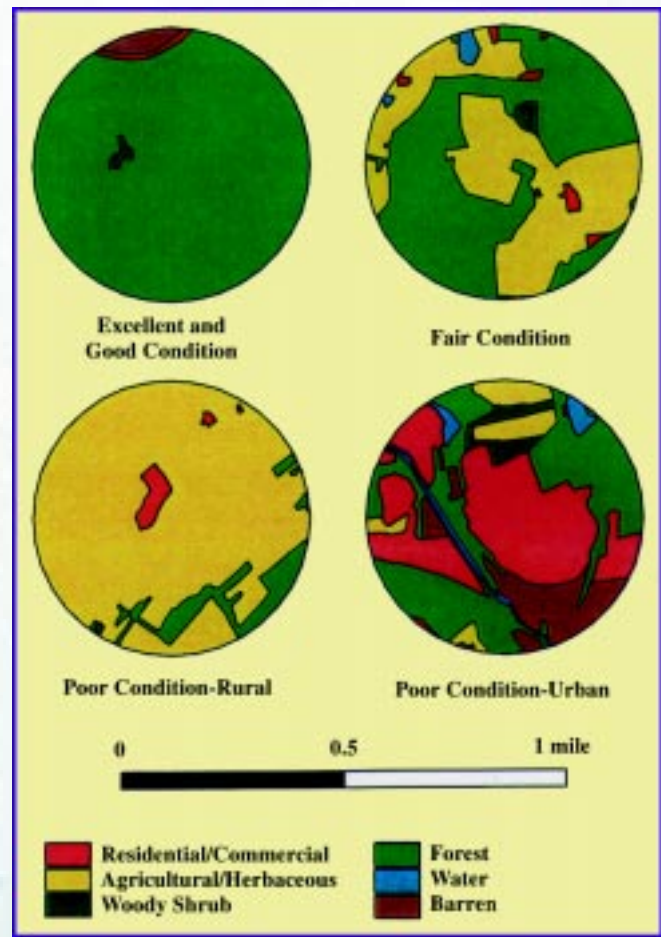 Excellent and
Good Condition
Fair Condition
Poor Condition-Rural
Poor Condition-Urban
0 0.5 1 mile
Residential/Commercial
Agricultural/Herbaceous
Woody Shrub
Forest
Water
Barren